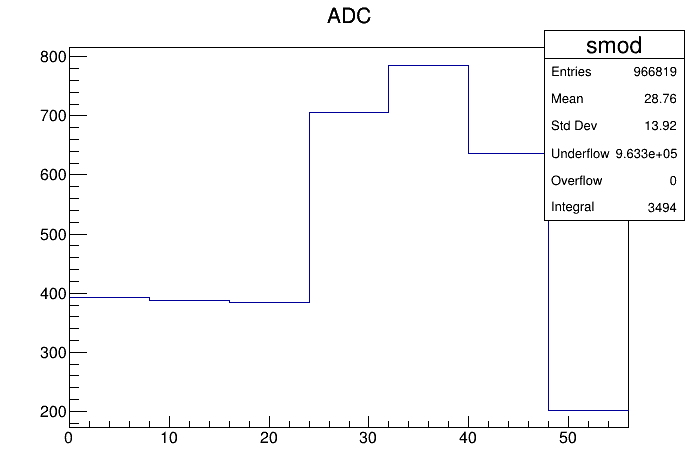 ADC
smod
Entries 966819
Mean 28.76
Std Dev 13.92
Underflow 9.633e+05
Overflow 0
Integral 3494
800
700
600
500
400
300
200
0 10 20 30 40 50